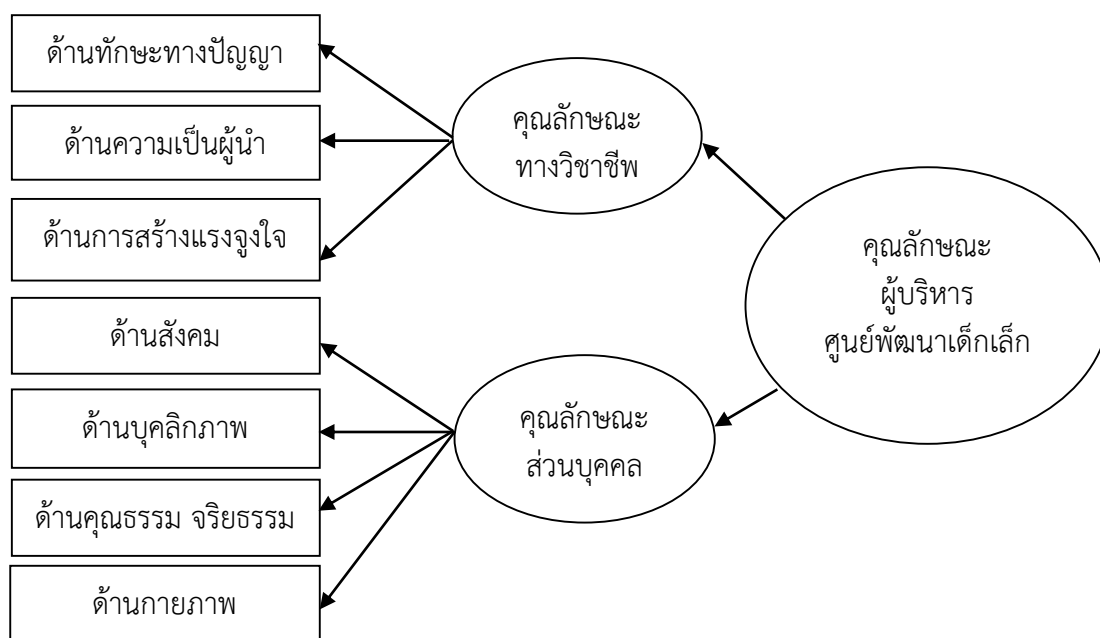 ด้านทักษะทางปัญญา
ด้านความเป็นผู้นำ
ด้านการสร้างแรงจูงใจ
ด้านสังคม
ด้านบุคลิกภาพ
ด้านคุณธรรม จริยธรรม
ด้านกายภาพ
คุณลักษณะ
ทางวิชาชีพ
คุณลักษณะ
ส่วนบุคคล
คุณลักษณะ
ผู้บริหาร
ศูนย์พัฒนาเด็กเล็ก